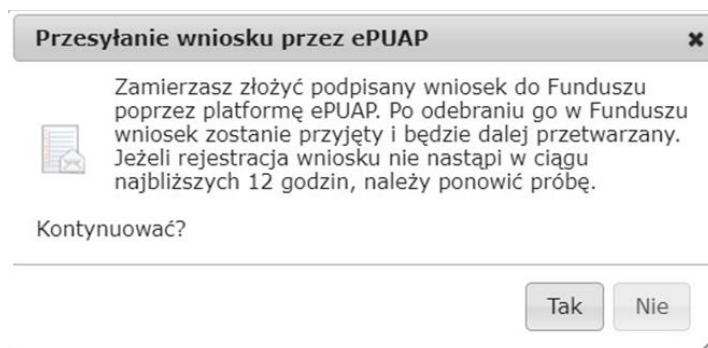 Przesyłanie wniosku przez ePUAP
Zamierzasz złożyć podpisany wniosek do Funduszu
poprzez platformę ePUAP. Po odebraniu go w Funduszu
wniosek zostanie przyjęty i będzie dalej przetwarzany.
Jeżeli rejestracja wniosku nie nastąpi w ciągu
najbliższych 12 godzin, należy ponowić próbę.
Kontynuować?
Tak Nie